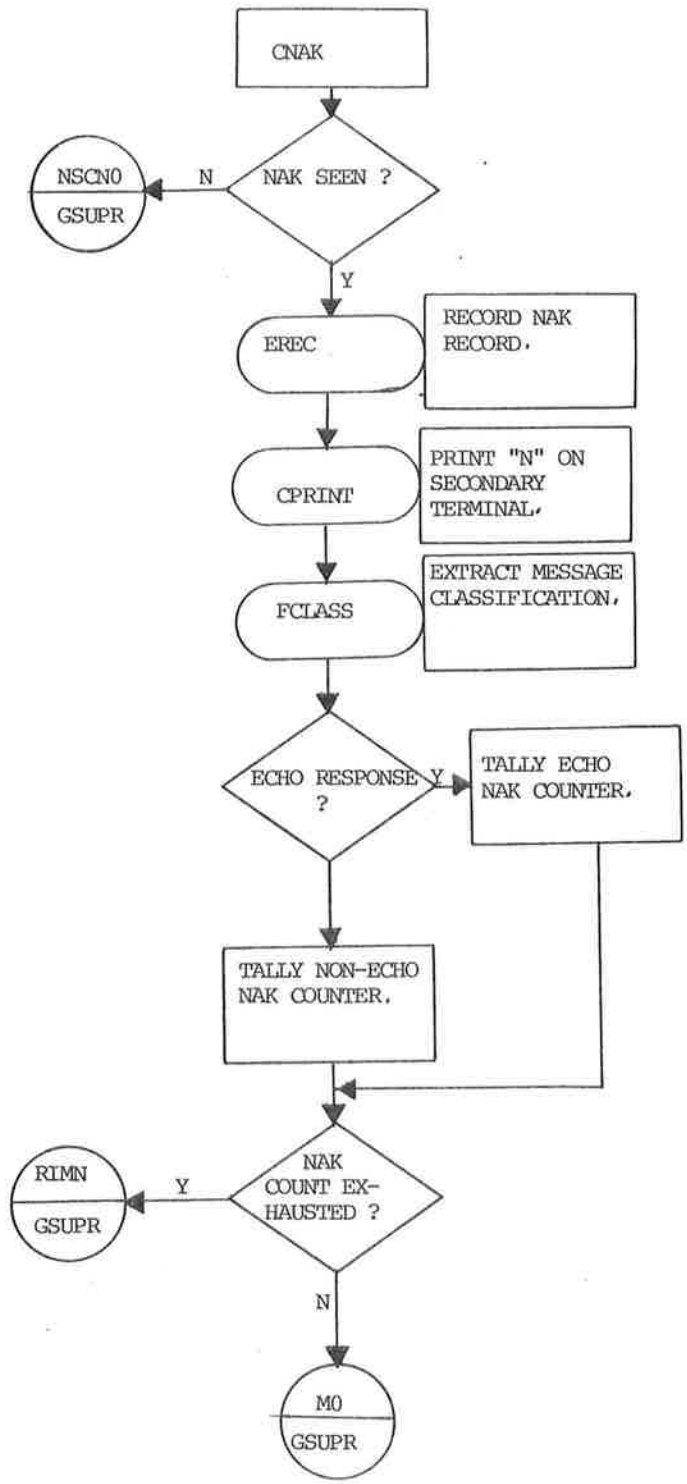 CNAK
NAK SEEN ?
N
NSCN0
GSUPR
Y
EREC
RECORD NAK
RECORD.
CPRINT
PRINT "N" ON
SECONDARY
TERMINAL.
FCLASS
EXTRACT MESSAGE
CLASSIFICATION.
ECHO RESPONSE
?
Y
TALLY ECHO
NAK COUNTER.
TALLY NON-ECHO
NAK COUNTER.
NAK
COUNT EX-
HAUSTED ?
Y
RIMN
GSUPR
N
M0
GSUPR